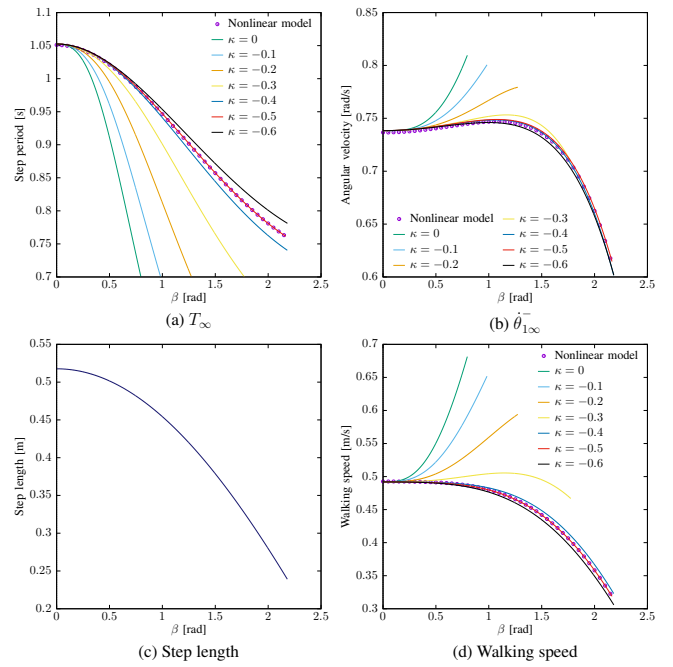 1.05
1
0.95
0.9
0.85
0.8
0.75
0.7
Step period [s]
Nonlinear model
κ = 0
κ = −0.1
κ = −0.2
κ = −0.3
κ = −0.4
κ = −0.5
κ = −0.6
0 0.5 1 1.5 2 2.5
β [rad]
(a) T∞
0.85
0.8
0.75
0.7
0.65
0.6
Angular velocity [rad/s]
Nonlinear model
κ = 0
κ = −0.1
κ = −0.2
κ = −0.3
κ = −0.4
κ = −0.5
κ = −0.6
0 0.5 1 1.5 2 2.5
β [rad]
(b) θ̇₁∞⁻
0.55
0.5
0.45
0.4
0.35
0.3
0.25
0.2
Step length [m]
0 0.5 1 1.5 2 2.5
β [rad]
(c) Step length
0.7
0.65
0.6
0.55
0.5
0.45
0.4
0.35
0.3
Walking speed [m/s]
Nonlinear model
κ = 0
κ = −0.1
κ = −0.2
κ = −0.3
κ = −0.4
κ = −0.5
κ = −0.6
0 0.5 1 1.5 2 2.5
β [rad]
(d) Walking speed